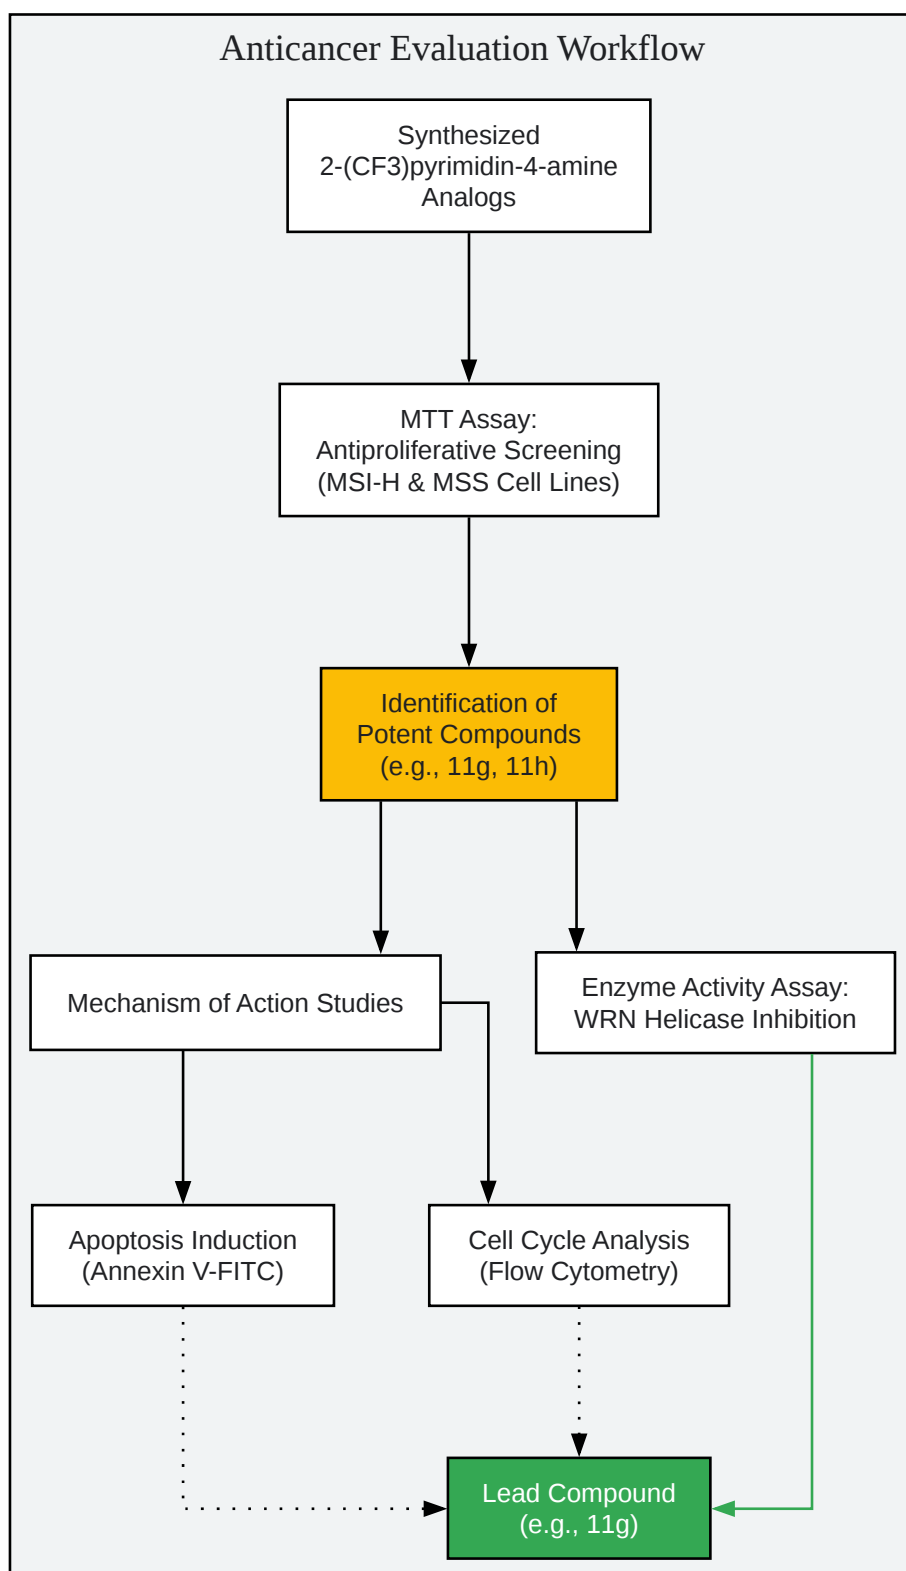 Anticancer Evaluation Workflow
Synthesized
2-(CF3)pyrimidin-4-amine
Analogs
MTT Assay:
Antiproliferative Screening
(MSI-H & MSS Cell Lines)
Identification of
Potent Compounds
(e.g., 11g, 11h)
Mechanism of Action Studies
Enzyme Activity Assay:
WRN Helicase Inhibition
Apoptosis Induction
(Annexin V-FITC)
Cell Cycle Analysis
(Flow Cytometry)
Lead Compound
(e.g., 11g)